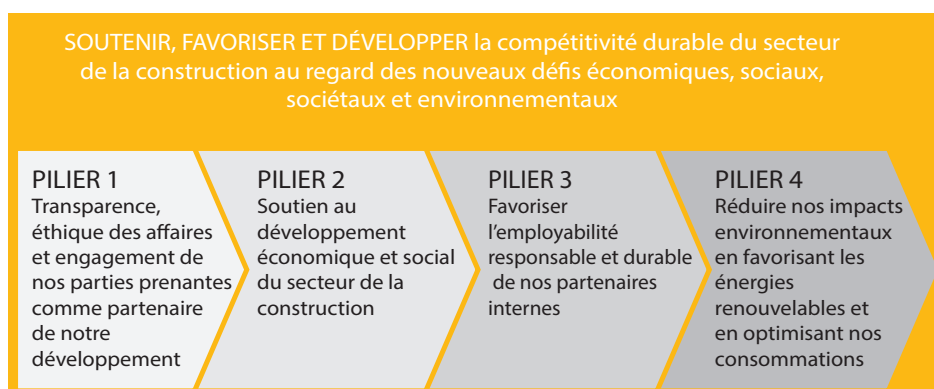 SOUTENIR, FAVORISER ET DÉVELOPPER la compétitivité durable du secteur
de la construction au regard des nouveaux défis économiques, sociaux,
sociétaux et environnementaux
PILIER 1
Transparence,
éthique des affaires
et engagement de
nos parties prenantes
comme partenaire
de notre
développement
PILIER 2
Soutien au
développement
économique et social
du secteur de la
construction
PILIER 3
Favoriser
l'employabilité
responsable et durable
de nos partenaires
internes
PILIER 4
Réduire nos impacts
environnementaux
en favorisant les
énergies
renouvelables et
en optimisant nos
consommations